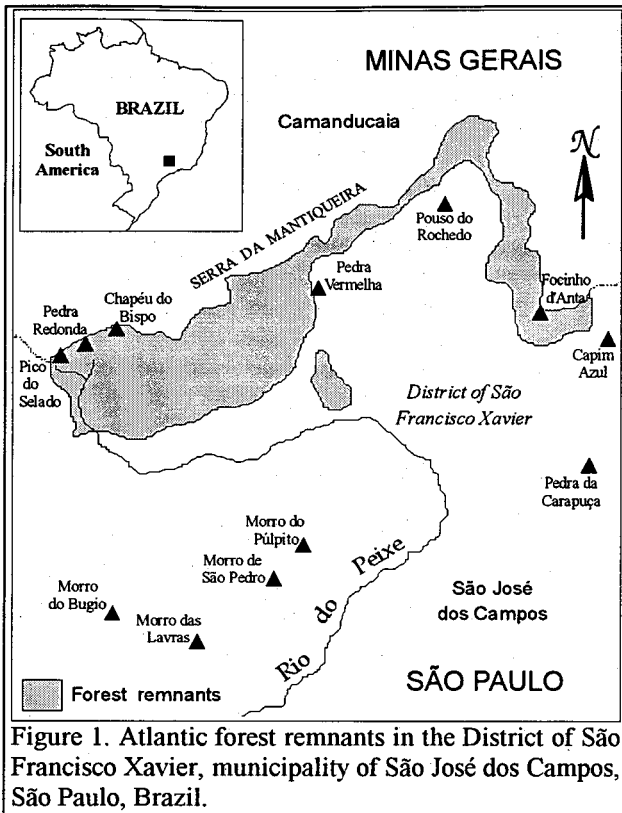 MINAS GERAIS
BRAZIL
South
America
Camanducaia
N
SERRA DA MANTIQUEIRA
Pouso do
Rochedo
Pedra
Vermelha
Focinho
d'Anta
Chapéu do
Bispo
Pedra
Redonda
Pico
do
Selado
Capim
Azul
District of São
Francisco Xavier
Pedra da
Carapuça
Morro do
Púlpito
Morro de
São Pedro
Morro
do Bugio
Morro das
Lavras
Rio do Peixe
São José
dos Campos
SÃO PAULO
Forest remnants
Figure 1. Atlantic forest remnants in the District of São
Francisco Xavier, municipality of São José dos Campos,
São Paulo, Brazil.